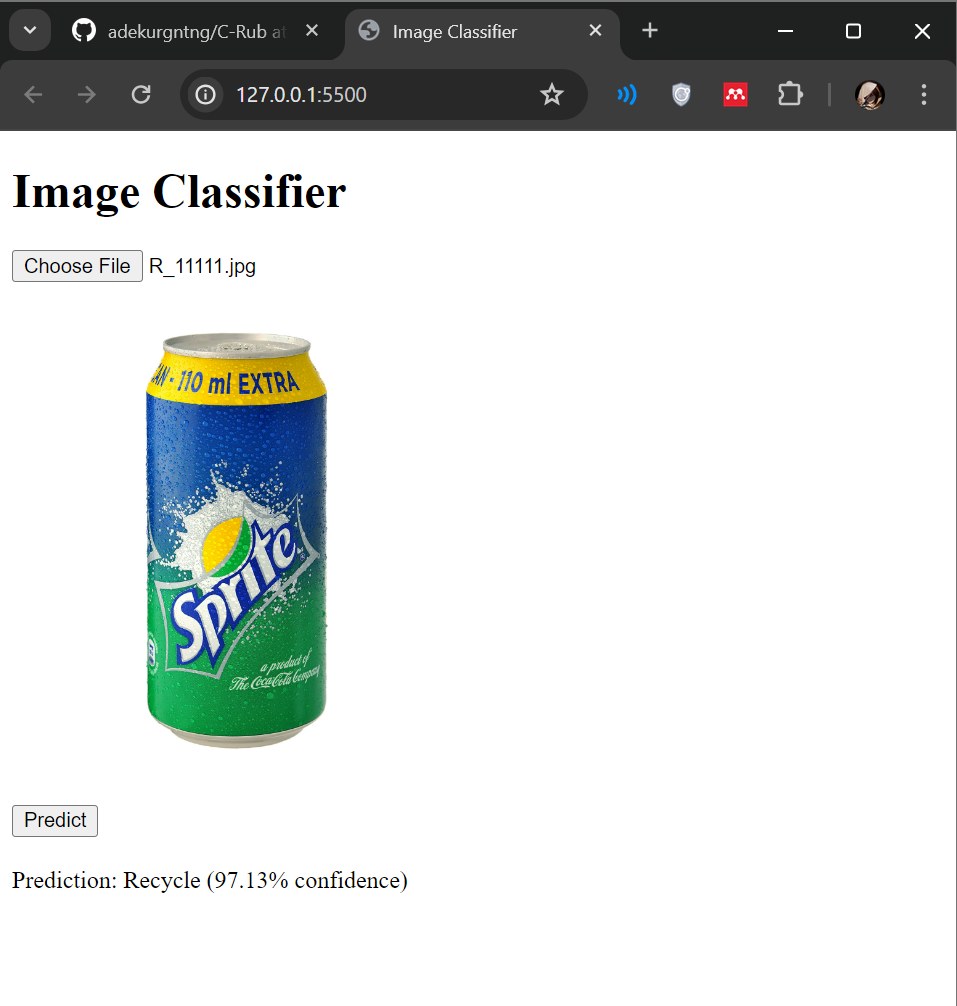 adekurgntng/C-Rub at
Image Classifier
127.0.0.1:5500
Image Classifier
Choose File R_11111.jpg
- 110 ml EXTRA
Sprite
a product of
The Coca-Cola Company
Predict
Prediction: Recycle (97.13% confidence)